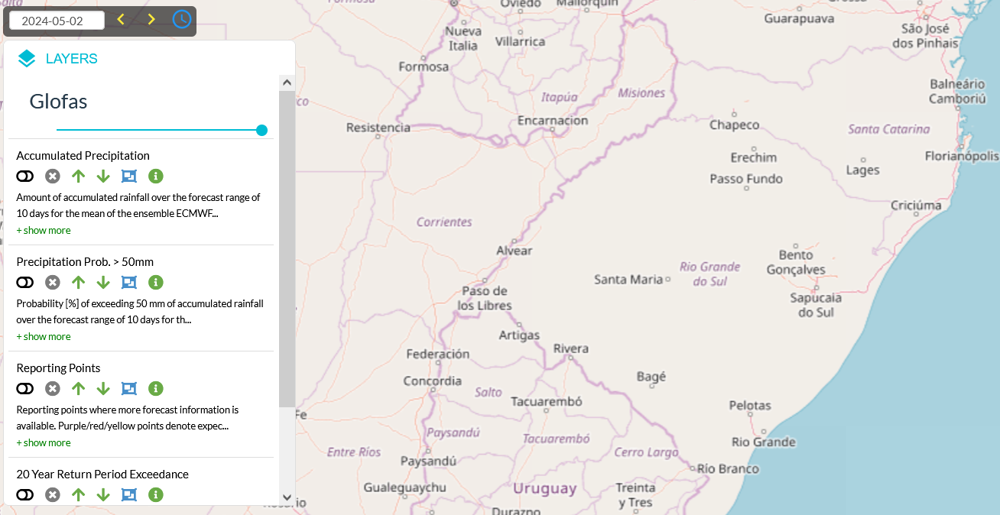 2024-05-02
LAYERS
Glofas
Accumulated Precipitation
Amount of accumulated rainfall over the forecast range of
10 days for the mean of the ensemble ECMWF...
+ show more
Precipitation Prob. > 50mm
Probability [%] of exceeding 50 mm of accumulated rainfall
over the forecast range of 10 days for th...
+ show more
Reporting Points
Reporting points where more forecast information is
available. Purple/red/yellow points denote expec...
+ show more
20 Year Return Period Exceedance
Oviedo
Mallorquín
Guarapuava
São José
dos Pinhais
Nueva
Italia
Villarrica
Formosa
Balneário
Camboriú
Itapúa
Misiones
Resistencia
Encarnacion
Chapeco
Santa Catarina
Erechim
Florianópolis
Lages
Passo Fundo
Criciúma
Corrientes
Alvear
Bento
Gonçalves
Rio Grande
do Sul
Santa Maria
Paso de
los Libres
Sapucaia
do Sul
Artigas
Rivera
Federación
Concordia
Bagé
Salto
Tacuarembó
Pelotas
Fe
Paysandú
Tacuarembó
Rio Grande
Entre Ríos
Cerro Largo
Paysandú
Río Branco
Gualeguaychu
Uruguay
Treinta
y Tres
Durazno